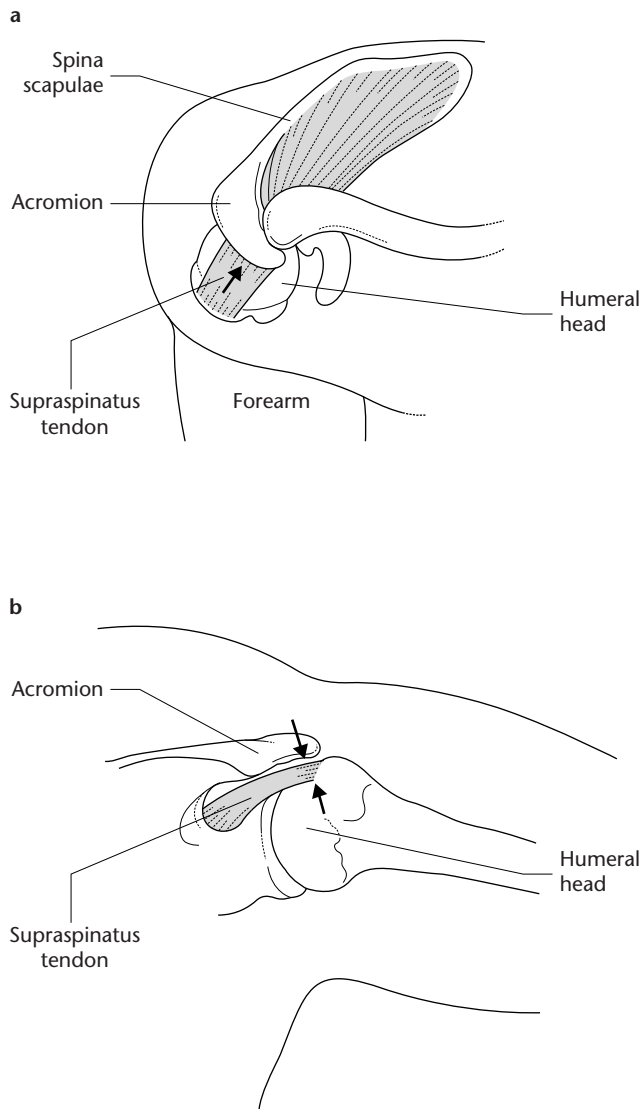 a
Spina
scapulae
Acromion
Humeral
head
Supraspinatus
tendon
Forearm
b
Acromion
Humeral
head
Supraspinatus
tendon